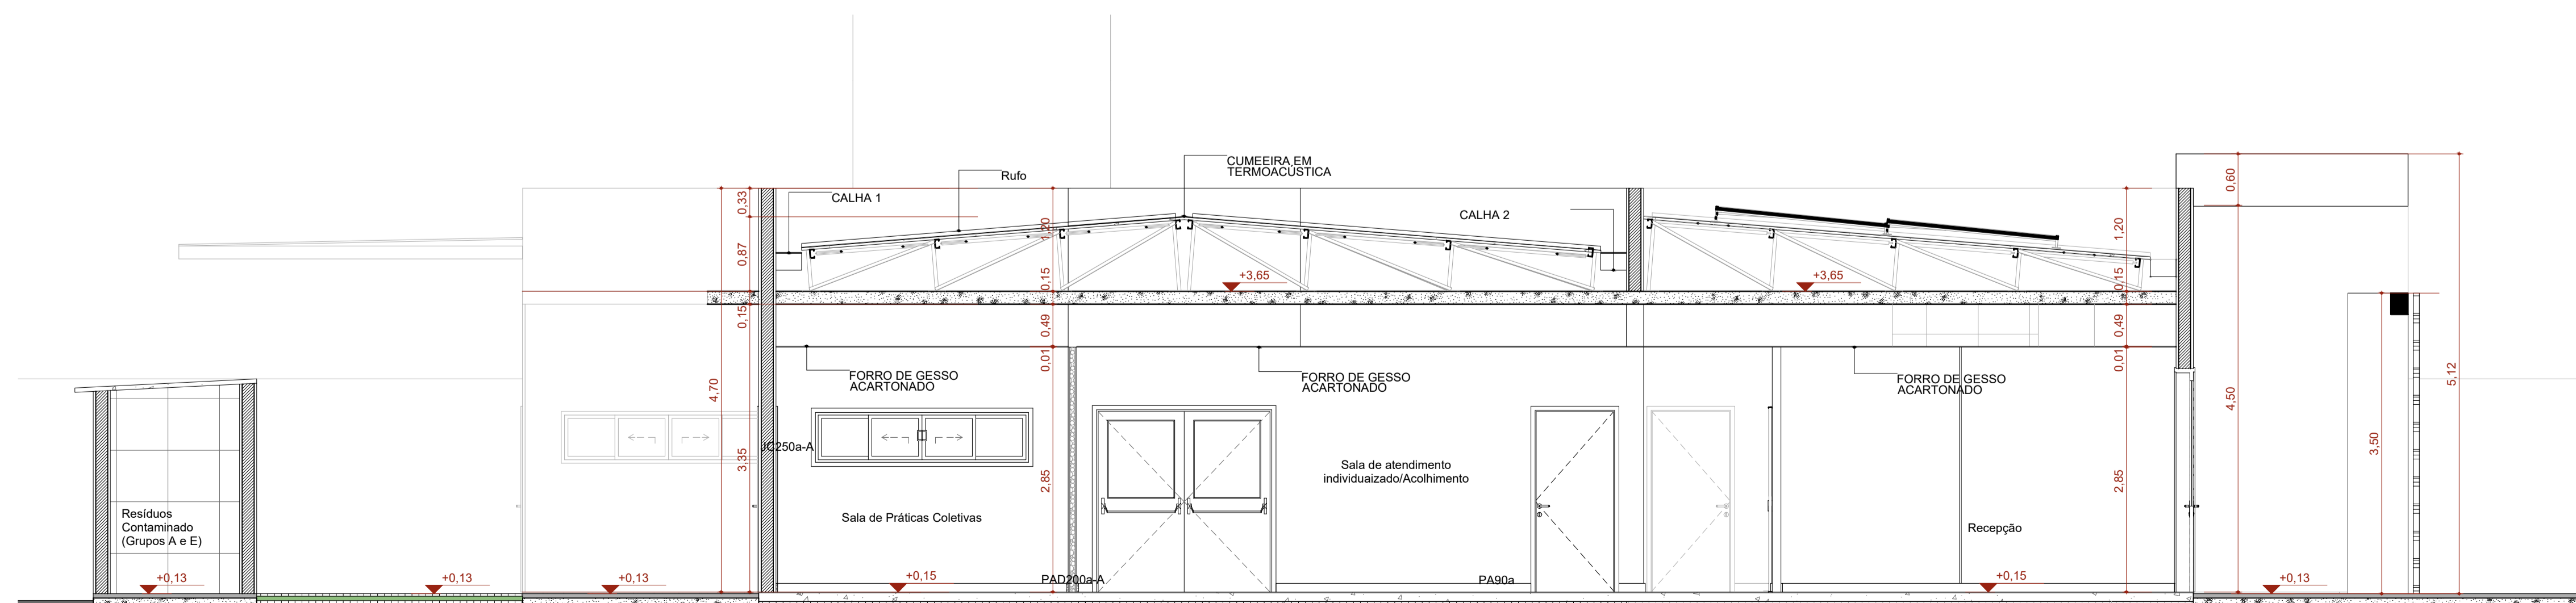 CUMEEIRA EM
TERMOACÚSTICA
Rufo
CALHA 1
CALHA 2
0,60
0,33
1,20
1,20
0,87
0,15
+3,65
+3,65
0,15
0,15
0,49
0,49
0,01
0,01
FORRO DE GESSO
ACARTONADO
FORRO DE GESSO
ACARTONADO
FORRO DE GESSO
ACARTONADO
4,70
4,50
5,12
3,50
JC250a-A
3,35
2,85
2,85
Sala de atendimento
individuaizado/Acolhimento
Resíduos
Contaminado
(Grupos A e E)
Sala de Práticas Coletivas
Recepção
+0,13
+0,13
+0,13
+0,15
PAD200a-A
PA90a
+0,15
+0,13